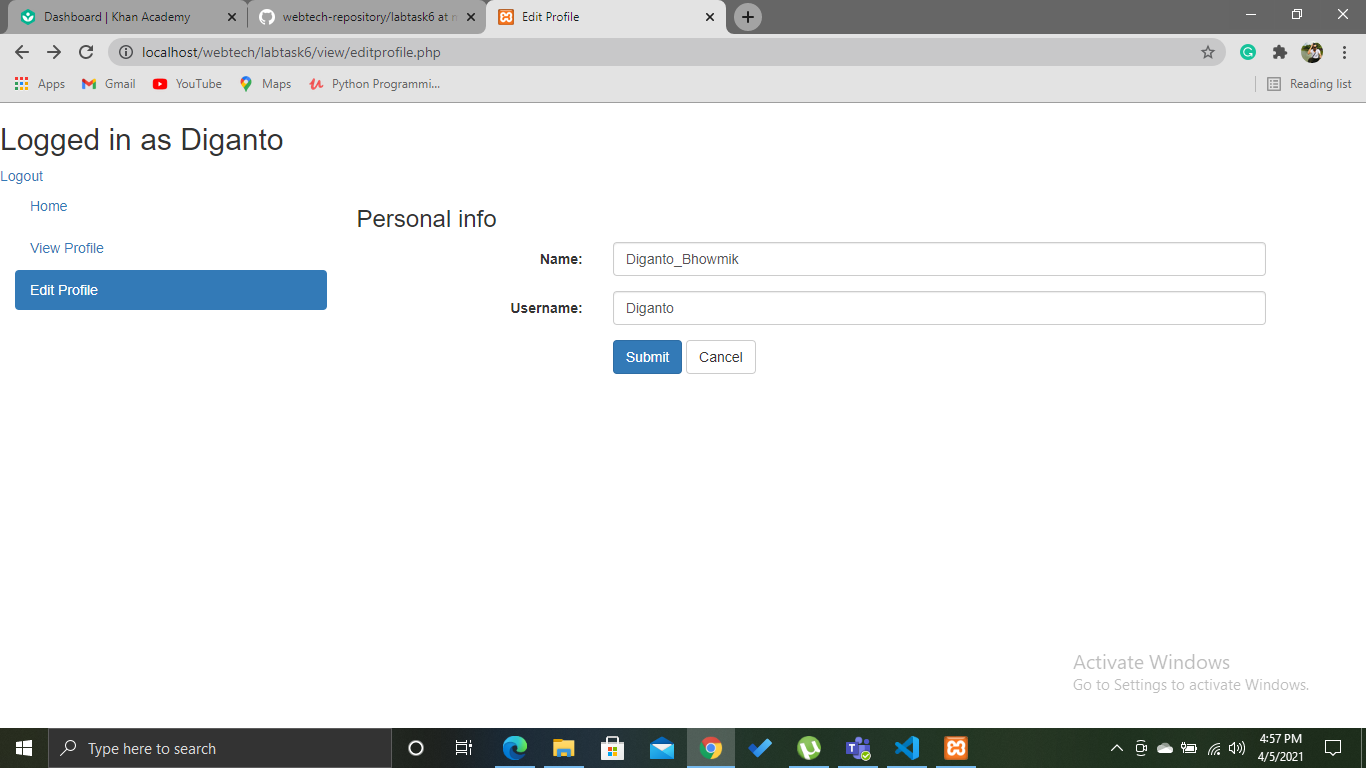 Dashboard | Khan Academy
webtech-repository/labtask6 at
Edit Profile
localhost/webtech/labtask6/view/editprofile.php
Apps
Gmail
YouTube
Maps
Python Programmi...
Reading list
Logged in as Diganto
Logout
Home
View Profile
Edit Profile
Personal info
Name:
Diganto_Bhowmik
Username:
Diganto
Submit
Cancel
Activate Windows
Go to Settings to activate Windows.
Type here to search
4:57 PM
4/5/2021